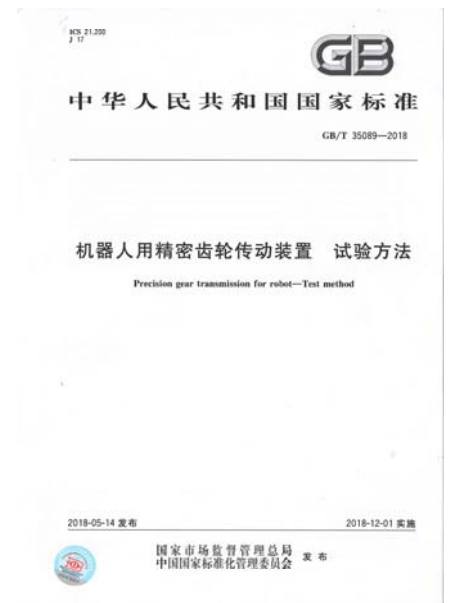 ICS 21.200
J 17
GB
中华人民共和国国家标准
GB/T 35089—2018
机器人用精密齿轮传动装置 试验方法
Precision gear transmission for robot—Test method
2018-05-14 发布
2018-12-01 实施
国家市场监督管理总局
中国国家标准化管理委员会
发布